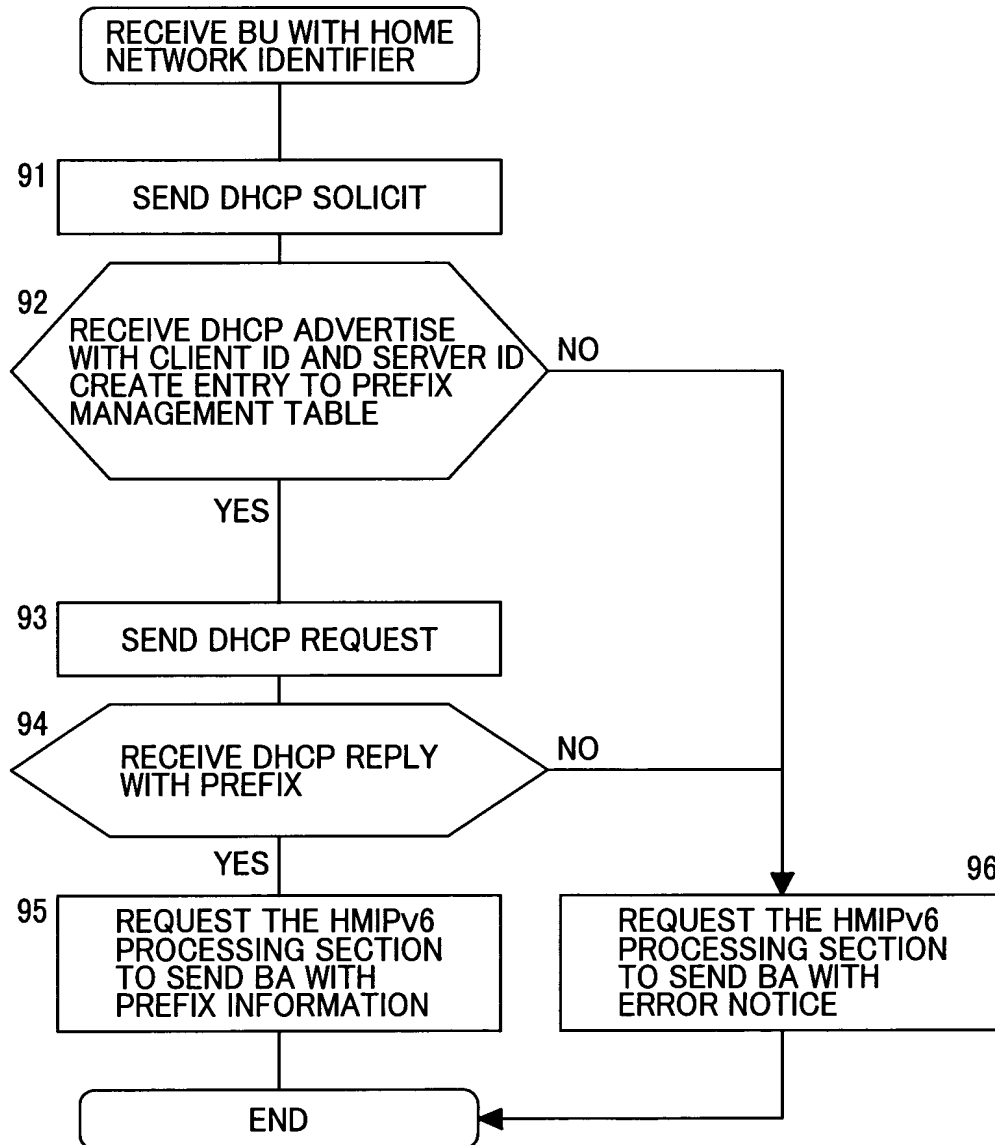 RECEIVE BU WITH HOME
NETWORK IDENTIFIER
91
SEND DHCP SOLICIT
92
RECEIVE DHCP ADVERTISE
WITH CLIENT ID AND SERVER ID
CREATE ENTRY TO PREFIX
MANAGEMENT TABLE
NO
YES
93
SEND DHCP REQUEST
94
RECEIVE DHCP REPLY
WITH PREFIX
NO
YES
95
REQUEST THE HMIPv6
PROCESSING SECTION
TO SEND BA WITH
PREFIX INFORMATION
96
REQUEST THE HMIPv6
PROCESSING SECTION
TO SEND BA WITH
ERROR NOTICE
END